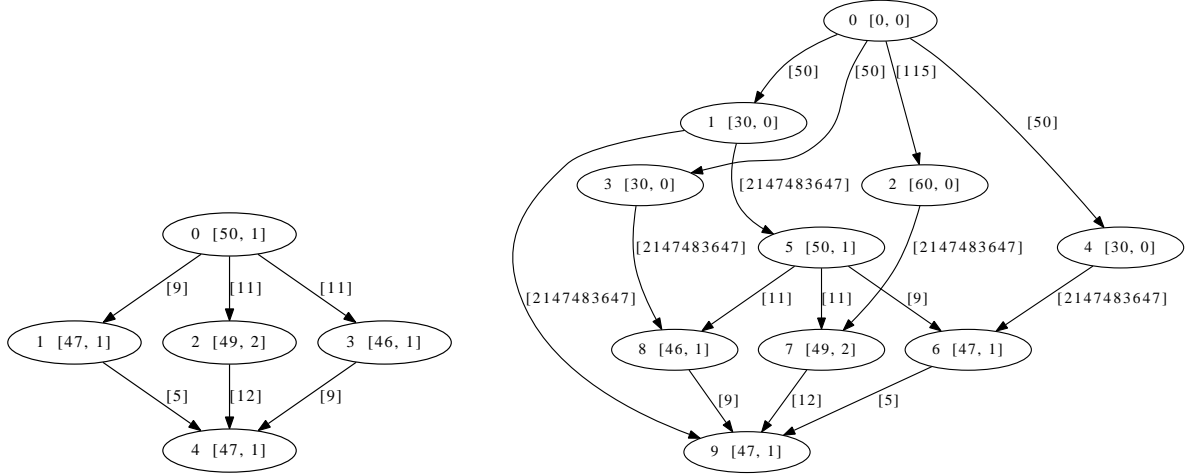 0 [50, 1]
[9]
[11]
[11]
1 [47, 1]
2 [49, 2]
3 [46, 1]
[5]
[12]
[9]
4 [47, 1]
0 [0, 0]
[50]
[50]
[115]
[50]
1 [30, 0]
3 [30, 0]
[2147483647]
2 [60, 0]
[2147483647]
5 [50, 1]
[2147483647]
4 [30, 0]
[2147483647]
[11]
[11]
[9]
[2147483647]
8 [46, 1]
7 [49, 2]
6 [47, 1]
[9]
[12]
[5]
9 [47, 1]